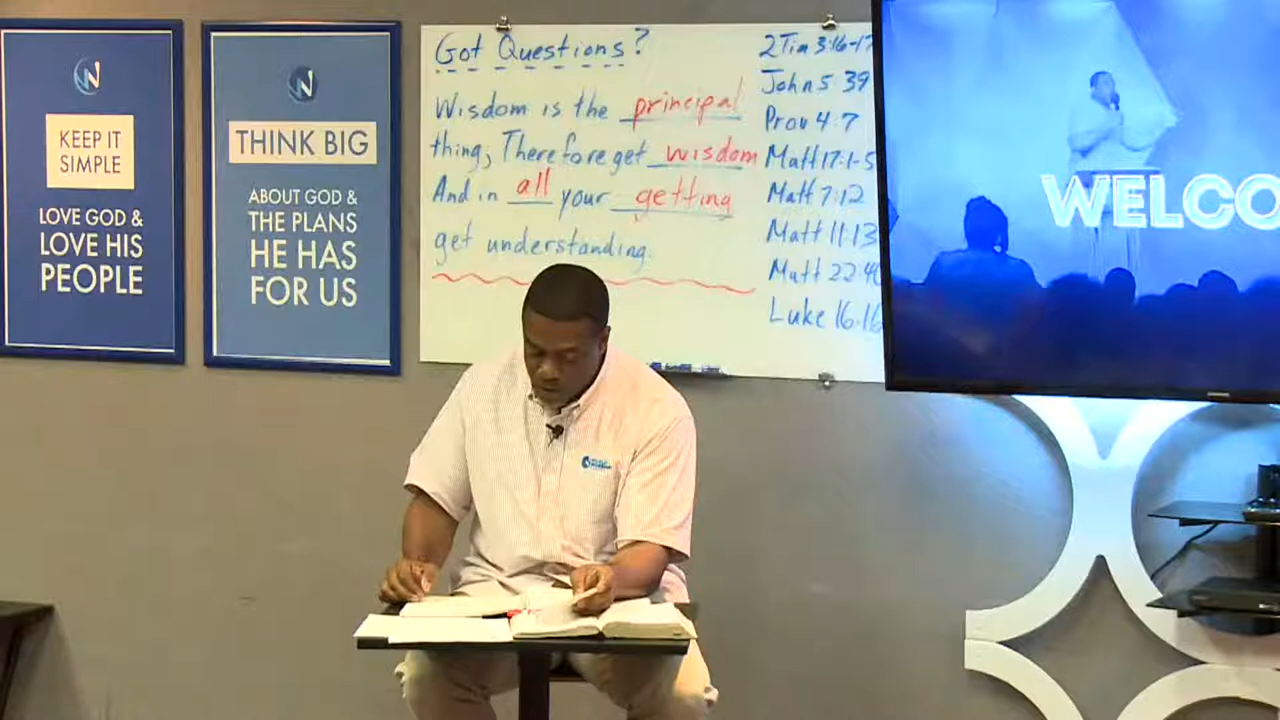 KEEP IT
SIMPLE
LOVE GOD &
LOVE HIS
PEOPLE
THINK BIG
ABOUT GOD &
THE PLANS
HE HAS
FOR US
Got Questions?
Wisdom is the principal
thing; Therefore get wisdom
And in all your getting
get understanding.
2Tim 3:16-17
John 5:39
Prov 4:7
Matt 17:1-5
Matt 7:12
Matt 11:13
Matt 22:4
Luke 16:16
WELCO